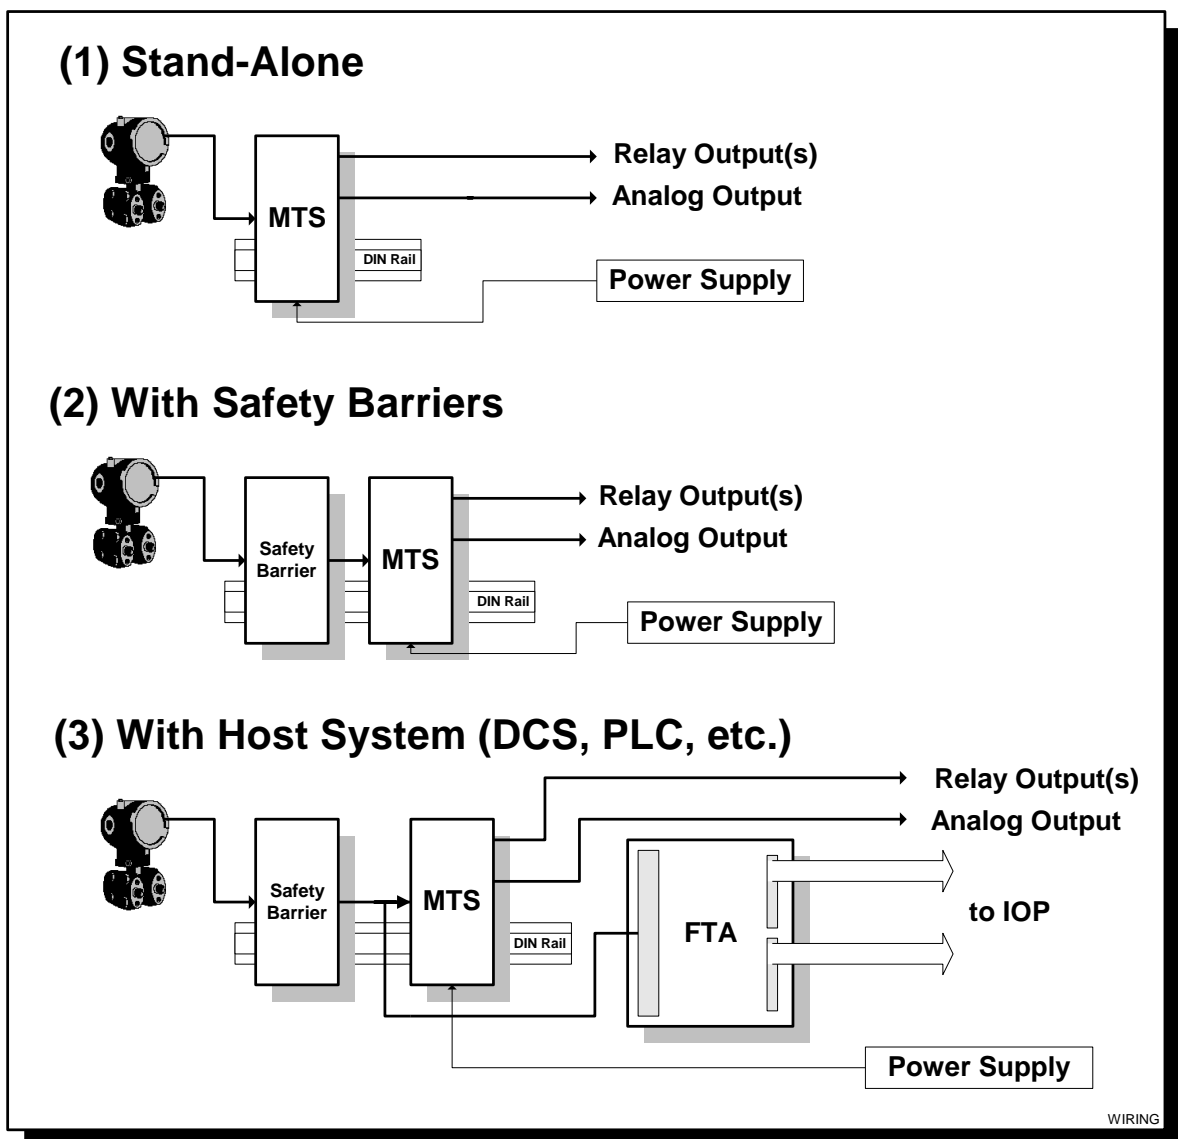 (1) Stand-Alone
Relay Output(s)
Analog Output
MTS
DIN Rail
Power Supply
(2) With Safety Barriers
Relay Output(s)
Analog Output
Safety
Barrier
MTS
DIN Rail
Power Supply
(3) With Host System (DCS, PLC, etc.)
Relay Output(s)
Analog Output
Safety
Barrier
MTS
FTA
to IOP
DIN Rail
Power Supply
WIRING